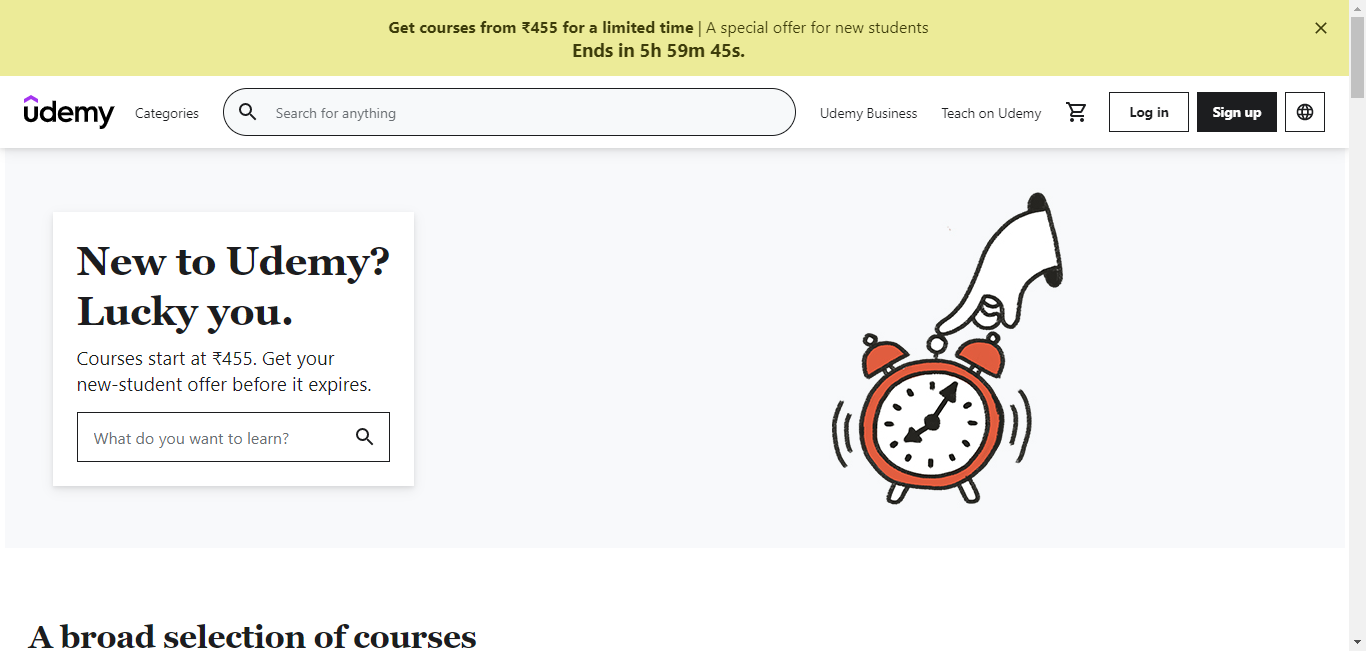 Get courses from ₹455 for a limited time | A special offer for new students
Ends in 5h 59m 45s.
udemy
Categories
Search for anything
Udemy Business
Teach on Udemy
Log in
Sign up
New to Udemy?
Lucky you.
Courses start at ₹455. Get your
new-student offer before it expires.
What do you want to learn?
A broad selection of courses